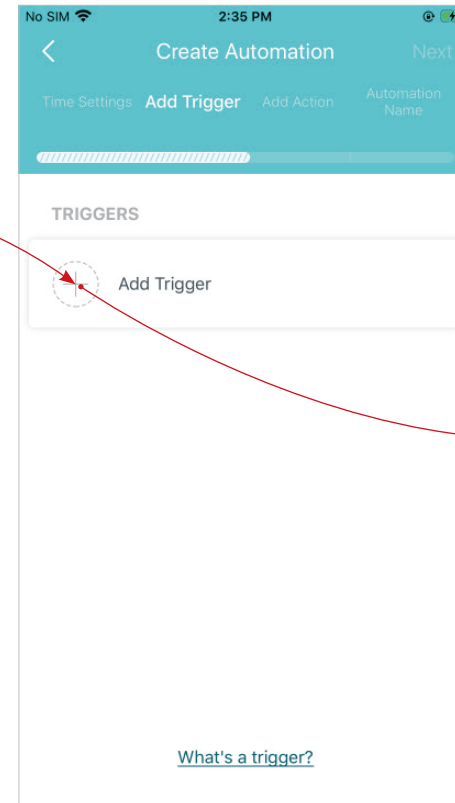 No SIM 2:35 PM
Create Automation Next
Time Settings Add Trigger Add Action Automation Name
TRIGGERS
Add Trigger
What's a trigger?